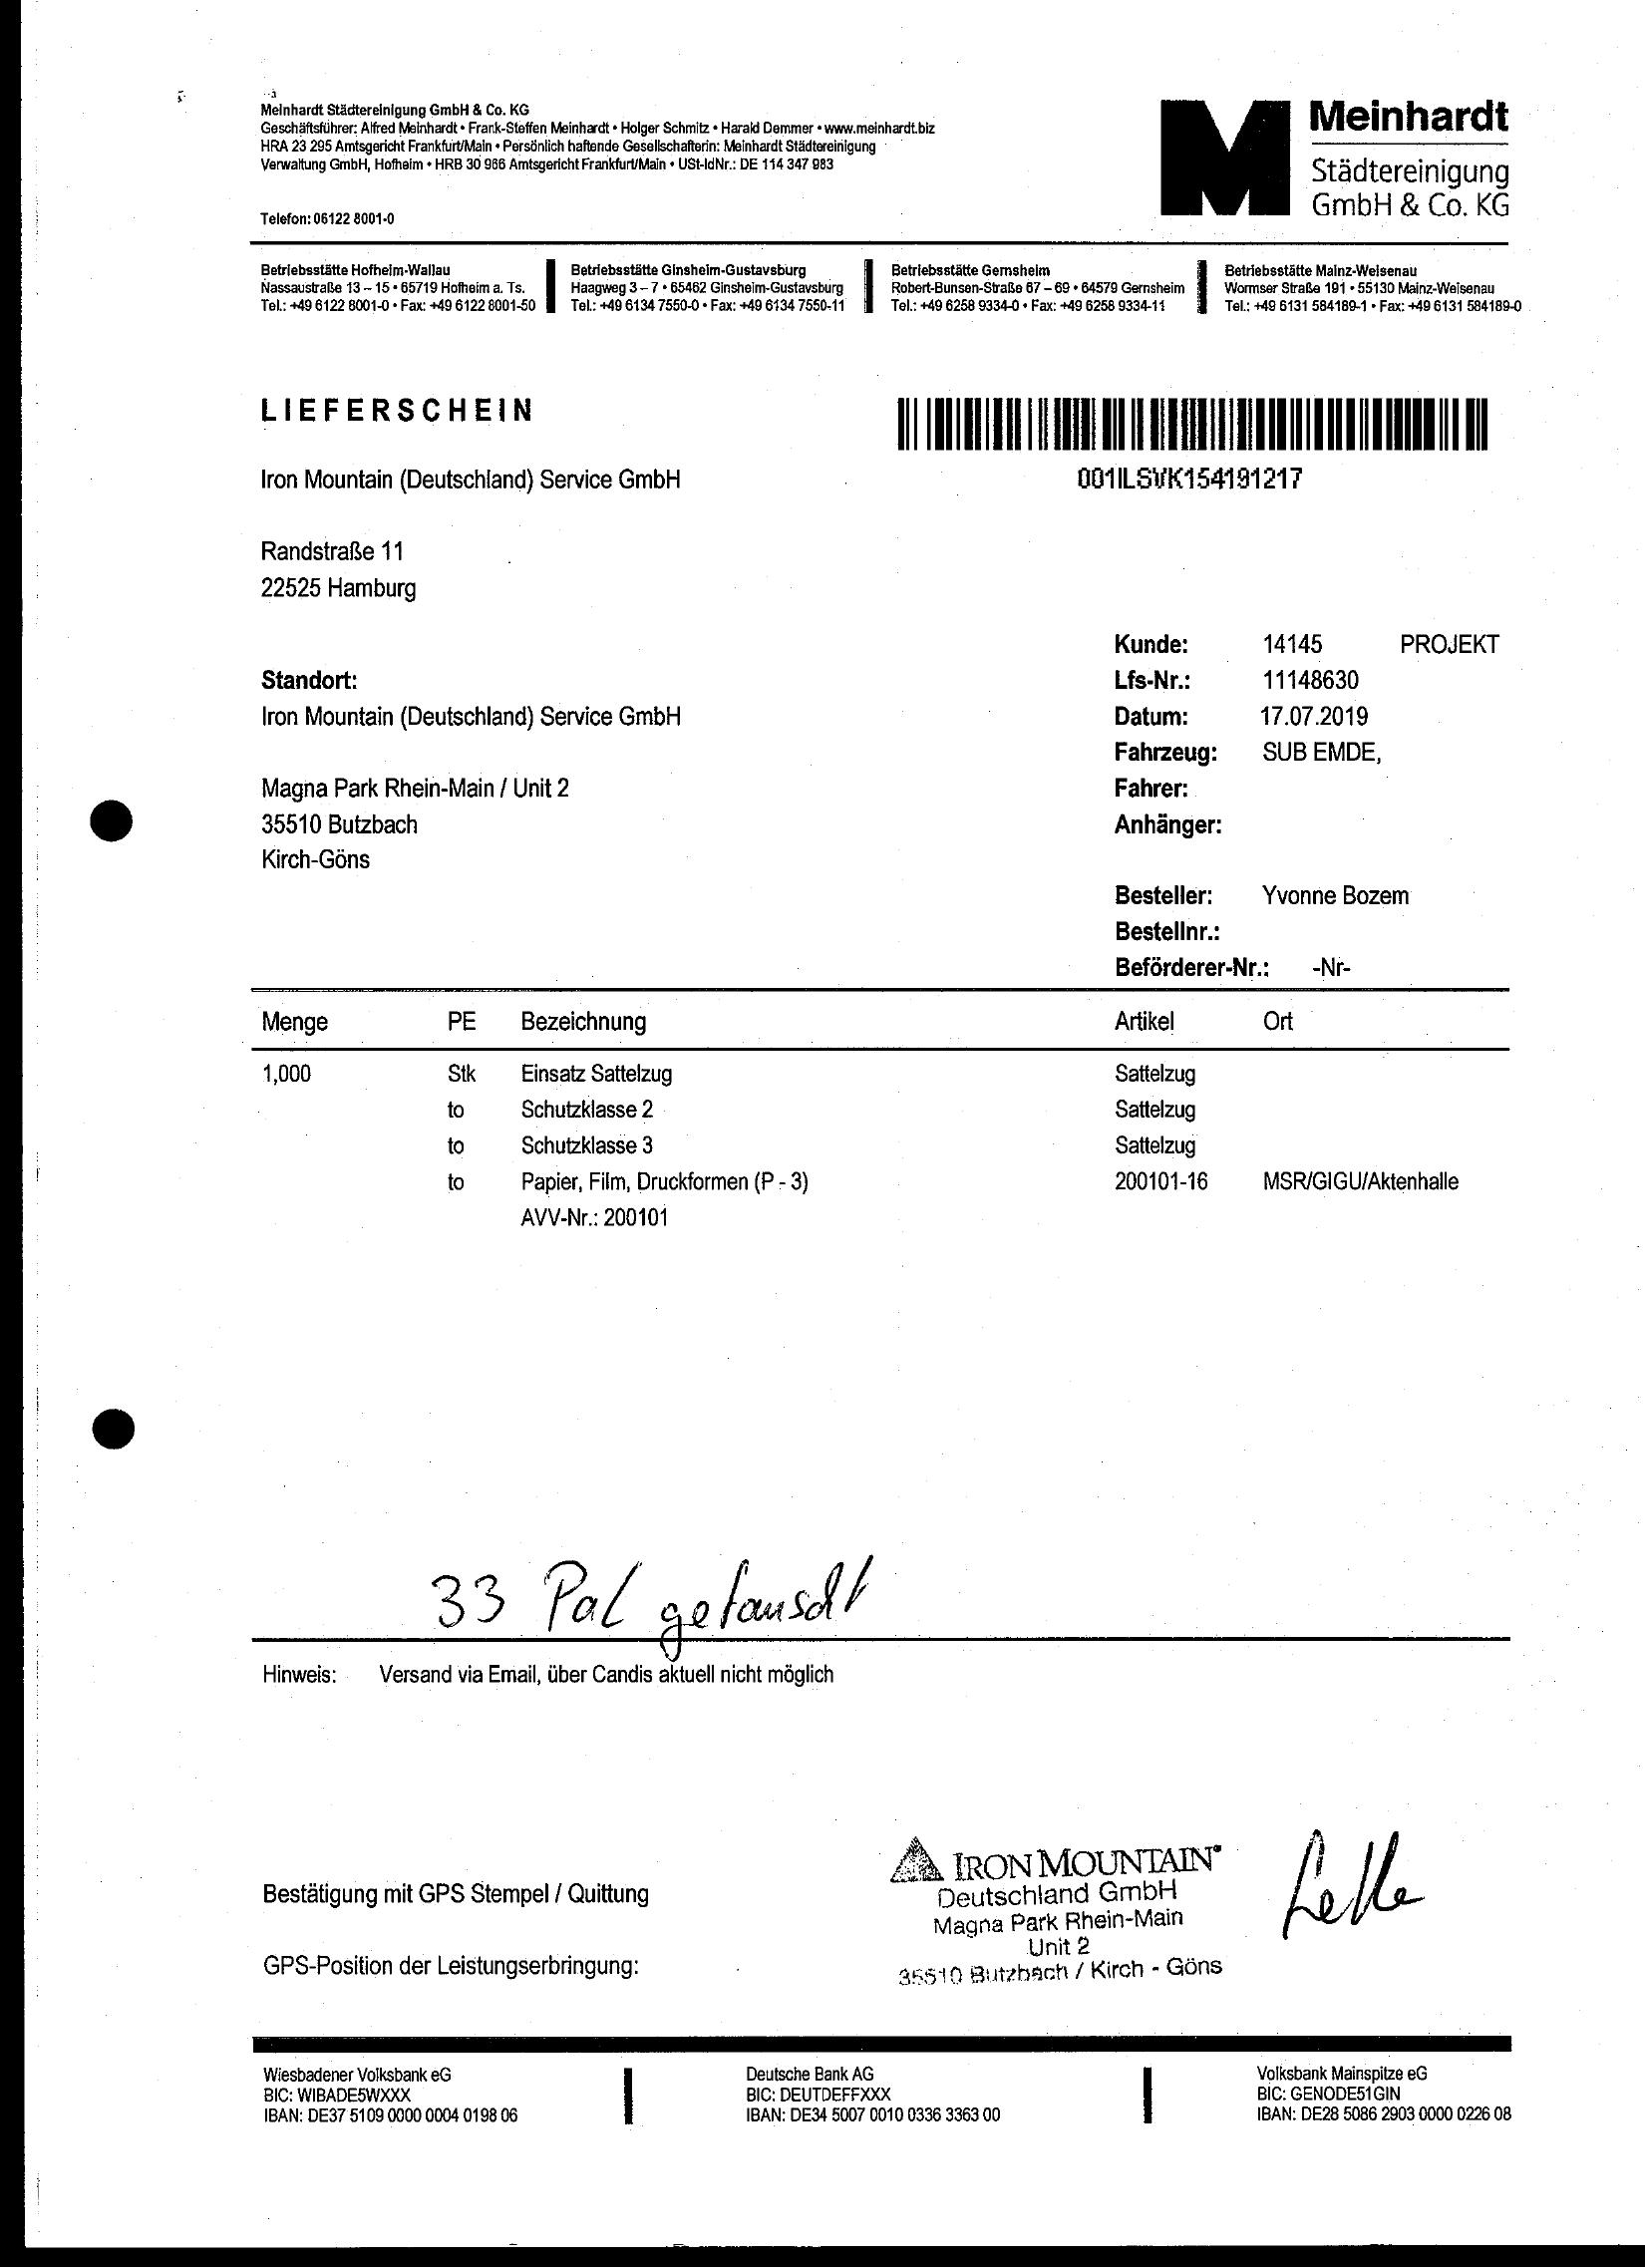 Meinhardt Städtereinigung GmbH & Co. KG
Geschäftsführer: Alfred Meinhardt • Frank-Steffen Meinhardt • Holger Schmitz • Harald Demmer • www.meinhardt.biz
HRA 23 295 Amtsgericht Frankfurt/Main • Persönlich haftende Gesellschafterin: Meinhardt Städtereinigung
Verwaltung GmbH, Hofheim • HRB 30 966 Amtsgericht Frankfurt/Main • USt-IdNr.: DE 114 347 983
Telefon: 06122 8001-0
M Meinhardt
Städtereinigung
GmbH & Co. KG
Betriebsstätte Hofheim-Wallau
Nassaustraße 13 – 15 • 65719 Hofheim a. Ts.
Tel.: +49 6122 8001-0 • Fax: +49 6122 8001-50
Betriebsstätte Ginsheim-Gustavsburg
Haagweg 3 – 7 • 65462 Ginsheim-Gustavsburg
Tel.: +49 6134 7550-0 • Fax: +49 6134 7550-11
Betriebsstätte Gernsheim
Robert-Bunsen-Straße 67 – 69 • 64579 Gernsheim
Tel.: +49 6258 9334-0 • Fax: +49 6258 9334-11
Betriebsstätte Mainz-Weisenau
Wormser Straße 191 • 55130 Mainz-Weisenau
Tel.: +49 6131 584189-1 • Fax: +49 6131 584189-0
LIEFERSCHEIN
001ILSVK154191217
Iron Mountain (Deutschland) Service GmbH
Randstraße 11
22525 Hamburg
Kunde: 14145 PROJEKT
Lfs-Nr.: 11148630
Datum: 17.07.2019
Fahrzeug: SUB EMDE,
Fahrer:
Anhänger:
Besteller: Yvonne Bozem
Bestellnr.:
Beförderer-Nr.: -Nr-
Standort:
Iron Mountain (Deutschland) Service GmbH
Magna Park Rhein-Main / Unit 2
35510 Butzbach
Kirch-Göns
Menge PE Bezeichnung Artikel Ort
1,000 Stk Einsatz Sattelzug Sattelzug
to Schutzklasse 2 Sattelzug
to Schutzklasse 3 Sattelzug
to Papier, Film, Druckformen (P - 3) 200101-16 MSR/GIGU/Aktenhalle
AVV-Nr.: 200101
33 Pal getauscht
Hinweis: Versand via Email, über Candis aktuell nicht möglich
Bestätigung mit GPS Stempel / Quittung
GPS-Position der Leistungserbringung:
IRON MOUNTAIN®
Deutschland GmbH
Magna Park Rhein-Main
Unit 2
35510 Butzbach / Kirch - Göns
Wiesbadener Volksbank eG
BIC: WIBADE5WXXX
IBAN: DE37 5109 0000 0004 0198 06
Deutsche Bank AG
BIC: DEUTDEFFXXX
IBAN: DE34 5007 0010 0336 3363 00
Volksbank Mainspitze eG
BIC: GENODE51GIN
IBAN: DE28 5086 2903 0000 0226 08